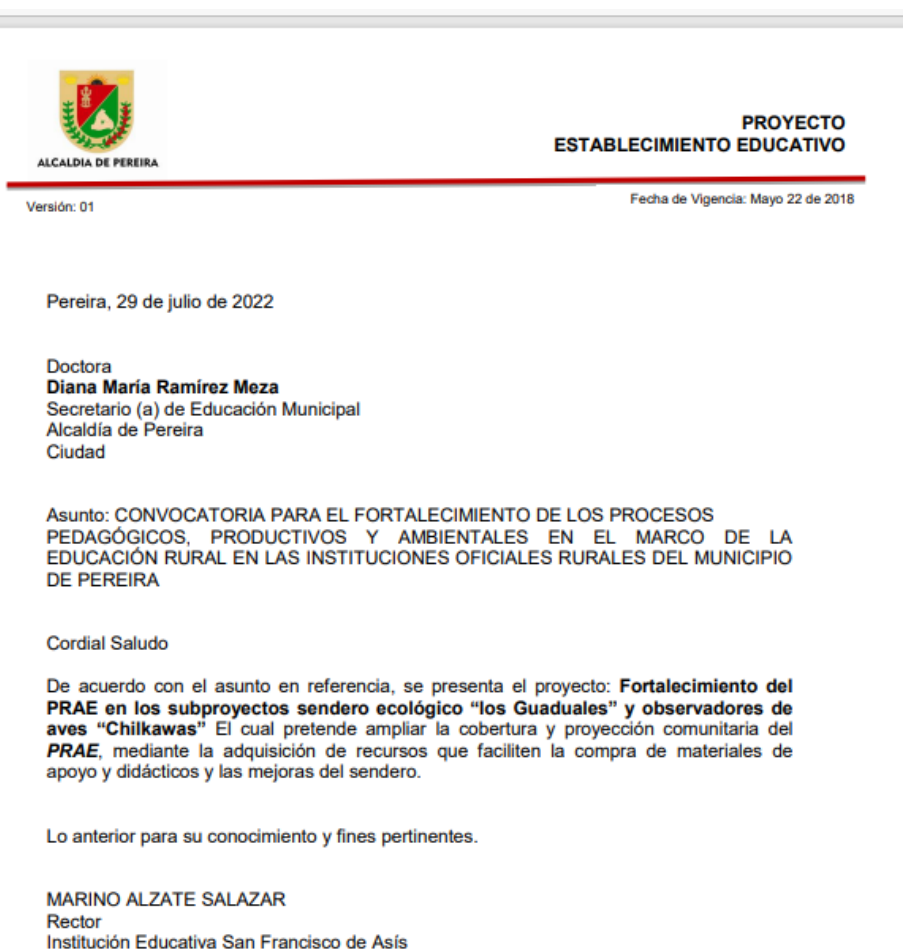 ALCALDIA DE PEREIRA
PROYECTO
ESTABLECIMIENTO EDUCATIVO
Versión: 01
Fecha de Vigencia: Mayo 22 de 2018
Pereira, 29 de julio de 2022
Doctora
Diana María Ramírez Meza
Secretario (a) de Educación Municipal
Alcaldía de Pereira
Ciudad
Asunto: CONVOCATORIA PARA EL FORTALECIMIENTO DE LOS PROCESOS
PEDAGÓGICOS, PRODUCTIVOS Y AMBIENTALES EN EL MARCO DE LA
EDUCACIÓN RURAL EN LAS INSTITUCIONES OFICIALES RURALES DEL MUNICIPIO
DE PEREIRA
Cordial Saludo
De acuerdo con el asunto en referencia, se presenta el proyecto: Fortalecimiento del
PRAE en los subproyectos sendero ecológico “los Guaduales” y observadores de
aves “Chilkawas” El cual pretende ampliar la cobertura y proyección comunitaria del
PRAE, mediante la adquisición de recursos que faciliten la compra de materiales de
apoyo y didácticos y las mejoras del sendero.
Lo anterior para su conocimiento y fines pertinentes.
MARINO ALZATE SALAZAR
Rector
Institución Educativa San Francisco de Asís